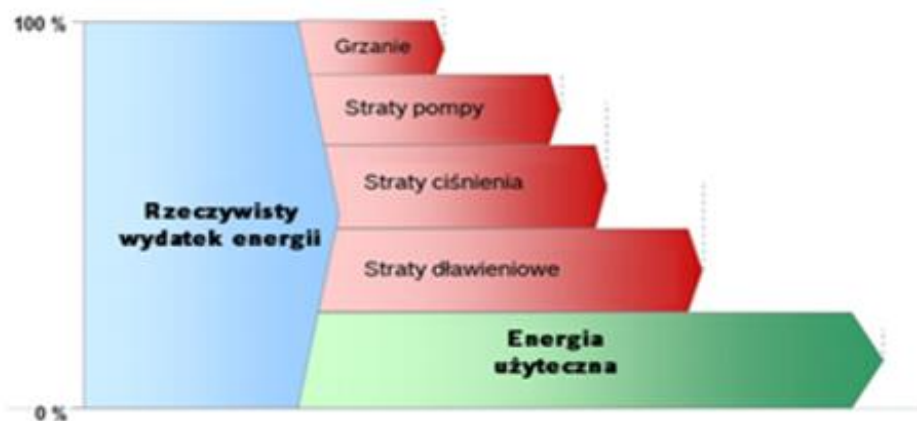 100 %
Grzanie
Straty pompy
Straty ciśnienia
Rzeczywisty
wydatek energii
Straty dławieniowe
Energia
użyteczna
0 %